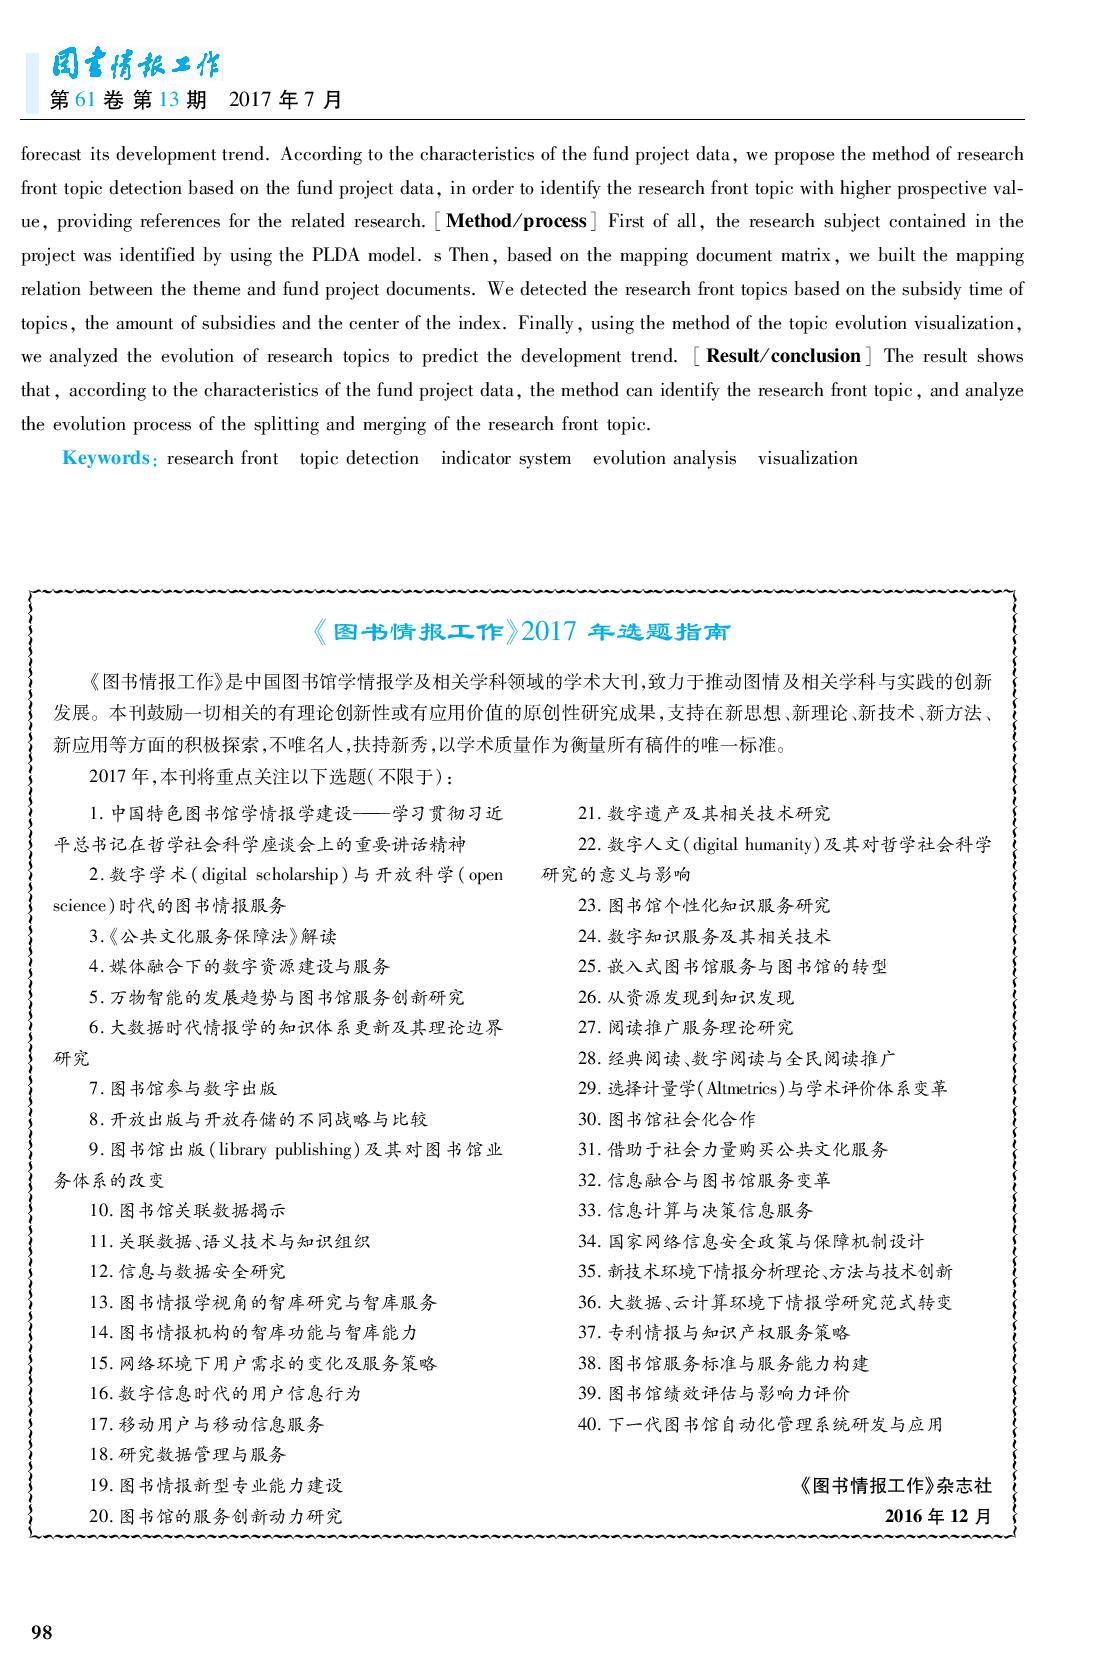 图书情报工作
第 61 卷 第 13 期 2017 年 7 月
forecast its development trend. According to the characteristics of the fund project data, we propose the method of research
front topic detection based on the fund project data, in order to identify the research front topic with higher prospective val-
ue, providing references for the related research. [Method/process] First of all, the research subject contained in the
project was identified by using the PLDA model. s Then, based on the mapping document matrix, we built the mapping
relation between the theme and fund project documents. We detected the research front topics based on the subsidy time of
topics, the amount of subsidies and the center of the index. Finally, using the method of the topic evolution visualization,
we analyzed the evolution of research topics to predict the development trend. [Result/conclusion] The result shows
that, according to the characteristics of the fund project data, the method can identify the research front topic, and analyze
the evolution process of the splitting and merging of the research front topic.
Keywords: research front topic detection indicator system evolution analysis visualization
《图书情报工作》2017 年选题指南
《图书情报工作》是中国图书馆学情报学及相关学科领域的学术大刊,致力于推动图情及相关学科与实践的创新
发展。本刊鼓励一切相关的有理论创新性或有应用价值的原创性研究成果,支持在新思想、新理论、新技术、新方法、
新应用等方面的积极探索,不唯名人,扶持新秀,以学术质量作为衡量所有稿件的唯一标准。
2017 年,本刊将重点关注以下选题(不限于):
1. 中国特色图书馆学情报学建设——学习贯彻习近
平总书记在哲学社会科学座谈会上的重要讲话精神
2. 数字学术(digital scholarship)与开放科学(open
science)时代的图书情报服务
3.《公共文化服务保障法》解读
4. 媒体融合下的数字资源建设与服务
5. 万物智能的发展趋势与图书馆服务创新研究
6. 大数据时代情报学的知识体系更新及其理论边界
研究
7. 图书馆参与数字出版
8. 开放出版与开放存储的不同战略与比较
9. 图书馆出版(library publishing)及其对图书馆业
务体系的改变
10. 图书馆关联数据揭示
11. 关联数据、语义技术与知识组织
12. 信息与数据安全研究
13. 图书情报学视角的智库研究与智库服务
14. 图书情报机构的智库功能与智库能力
15. 网络环境下用户需求的变化及服务策略
16. 数字信息时代的用户信息行为
17. 移动用户与移动信息服务
18. 研究数据管理与服务
19. 图书情报新型专业能力建设
20. 图书馆的服务创新动力研究
21. 数字遗产及其相关技术研究
22. 数字人文(digital humanity)及其对哲学社会科学
研究的意义与影响
23. 图书馆个性化知识服务研究
24. 数字知识服务及其相关技术
25. 嵌入式图书馆服务与图书馆的转型
26. 从资源发现到知识发现
27. 阅读推广服务理论研究
28. 经典阅读、数字阅读与全民阅读推广
29. 选择计量学(Altmetrics)与学术评价体系变革
30. 图书馆社会化合作
31. 借助于社会力量购买公共文化服务
32. 信息融合与图书馆服务变革
33. 信息计算与决策信息服务
34. 国家网络信息安全政策与保障机制设计
35. 新技术环境下情报分析理论、方法与技术创新
36. 大数据、云计算环境下情报学研究范式转变
37. 专利情报与知识产权服务策略
38. 图书馆服务标准与服务能力构建
39. 图书馆绩效评估与影响力评价
40. 下一代图书馆自动化管理系统研发与应用
《图书情报工作》杂志社
2016 年 12 月
98